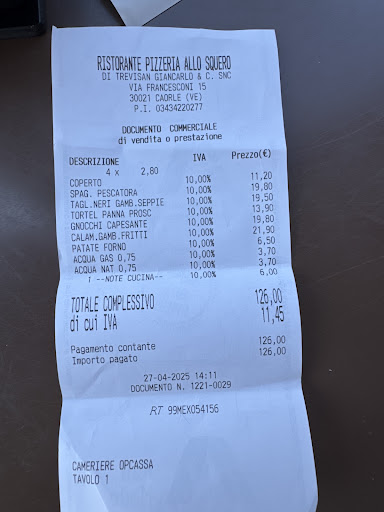 RISTORANTE PIZZERIA ALLO SQUERO
DI TREVISAN GIANCARLO & C. SNC
VIA FRANCESCONI 15
30021 CAORLE (VE)
P.I. 03434220277
DOCUMENTO COMMERCIALE
di vendita o prestazione
DESCRIZIONE IVA Prezzo(€)
4 x 2,80
COPERTO 10,00% 11,20
SPAG. PESCATORA 10,00% 19,80
TAGL.NERI GAMB.SEPPIE 10,00% 19,50
TORTEL PANNA PROSC 10,00% 13,90
GNOCCHI CAPESANTE 10,00% 19,80
CALAM.GAMB.FRITTI 10,00% 21,90
PATATE FORNO 10,00% 6,50
ACQUA GAS 0,75 10,00% 3,70
ACQUA NAT 0,75 10,00% 3,70
1 --NOTE CUCINA-- 10,00% 6,00
TOTALE COMPLESSIVO 126,00
di cui IVA 11,45
Pagamento contante 126,00
Importo pagato 126,00
27-04-2025 14:11
DOCUMENTO N. 1221-0029
RT 99MEX054156
CAMERIERE OPCASSA
TAVOLO 1